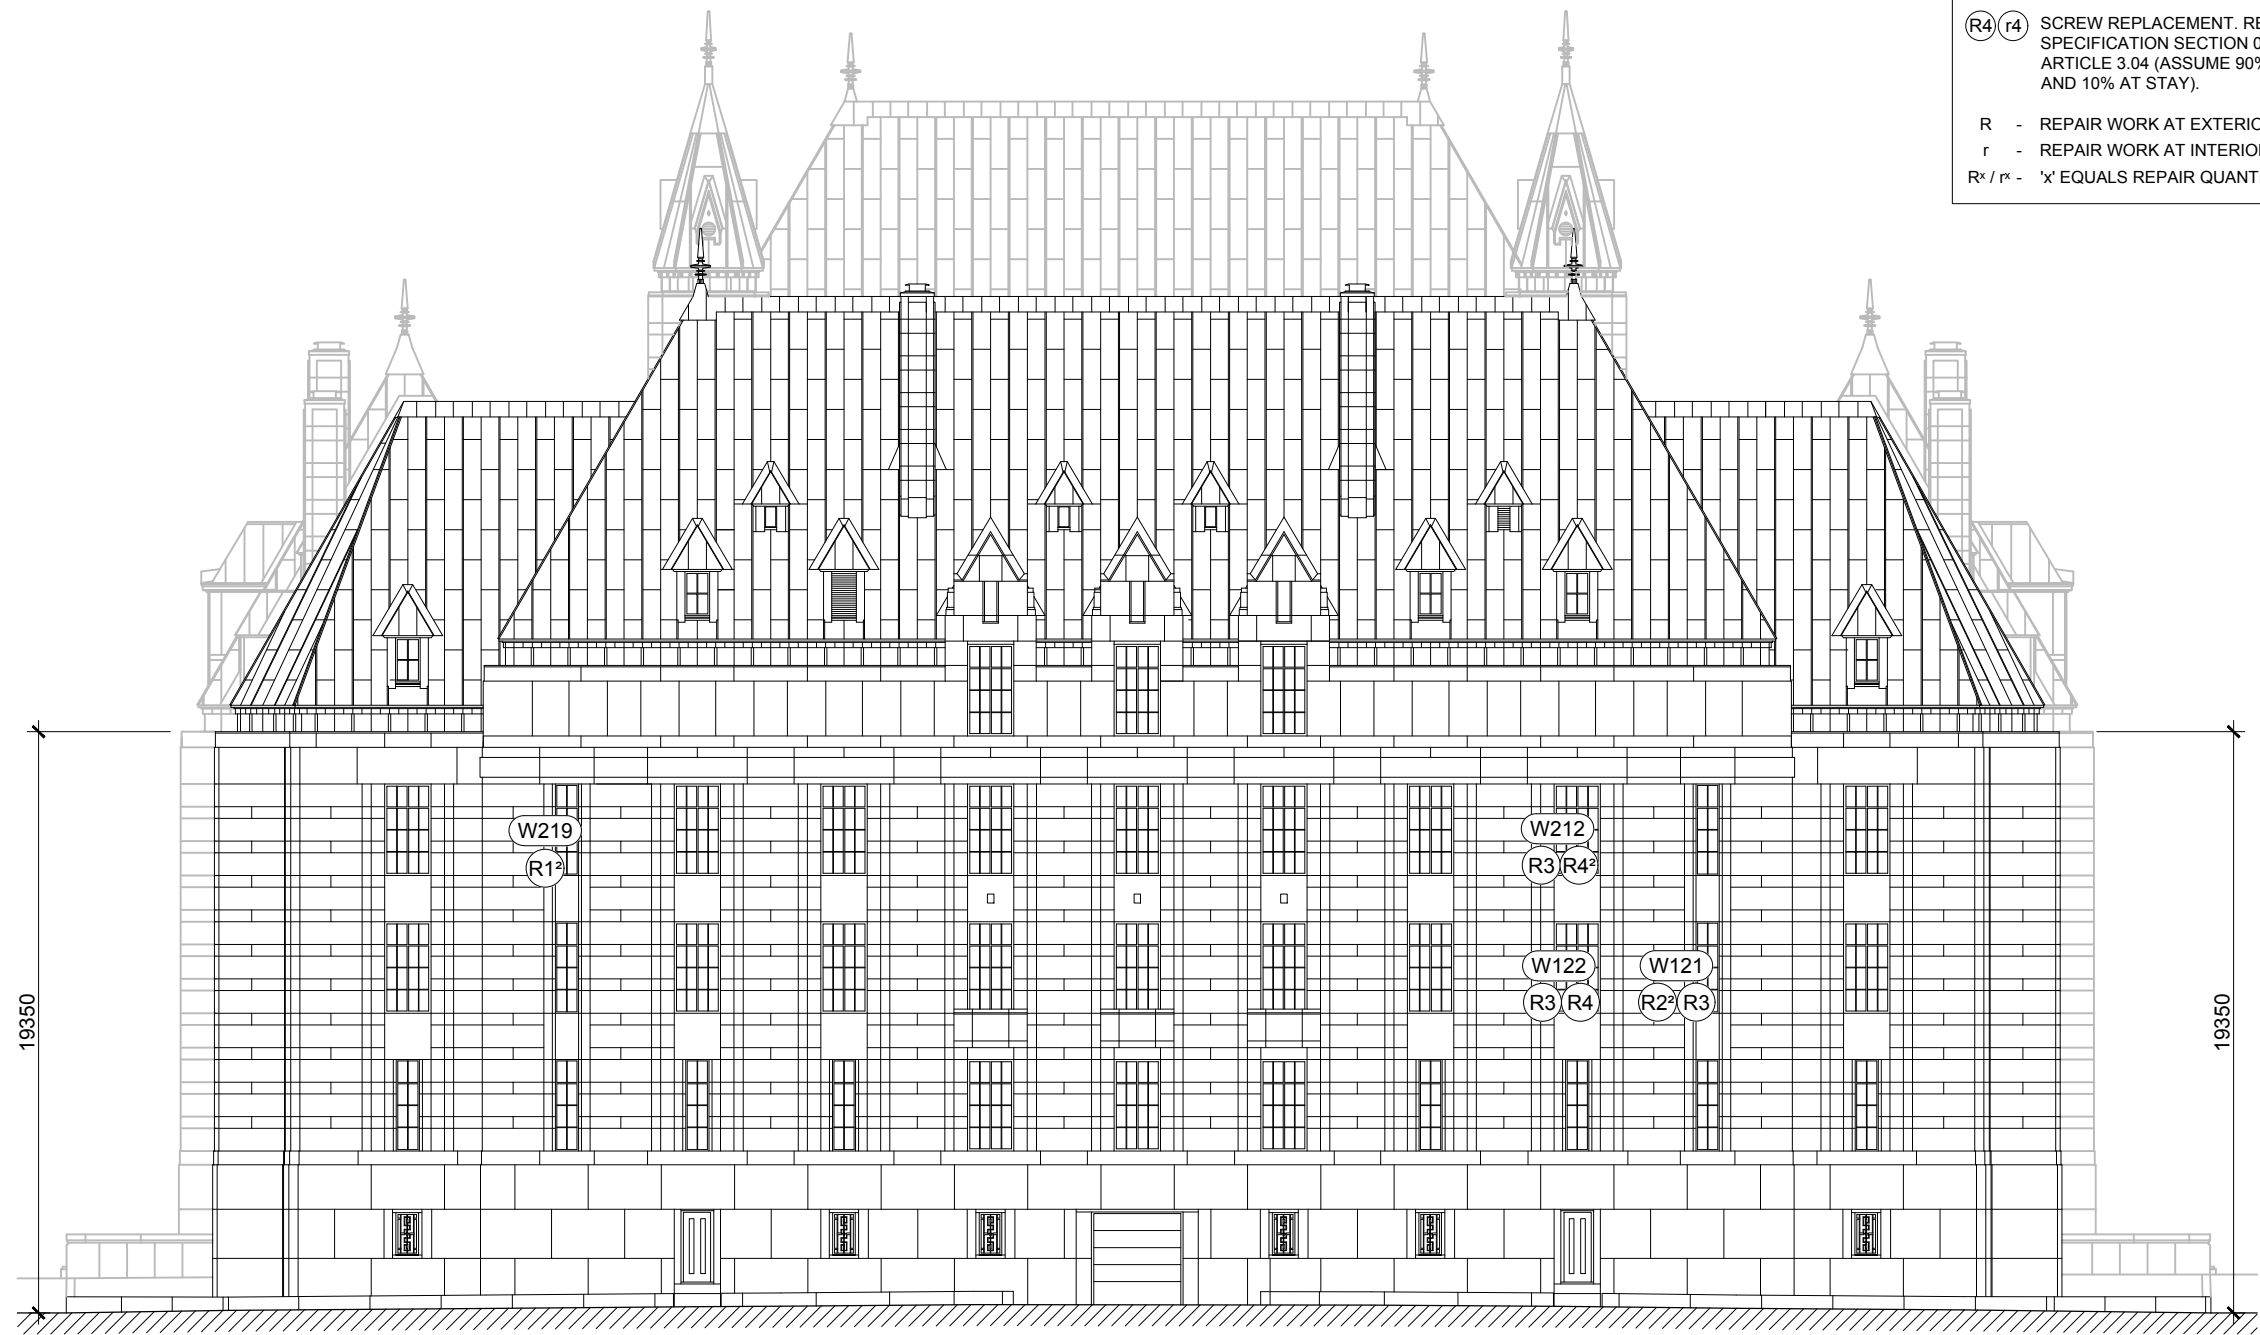 R4 r4 SCREW REPLACEMENT. RE
SPECIFICATION SECTION 0
ARTICLE 3.04 (ASSUME 90%
AND 10% AT STAY).
R - REPAIR WORK AT EXTERIO
r - REPAIR WORK AT INTERIO
Rˣ / rˣ - 'x' EQUALS REPAIR QUANT
W219
R1²
W212
R3 R4²
W122
R3 R4
W121
R2² R3
19350
19350